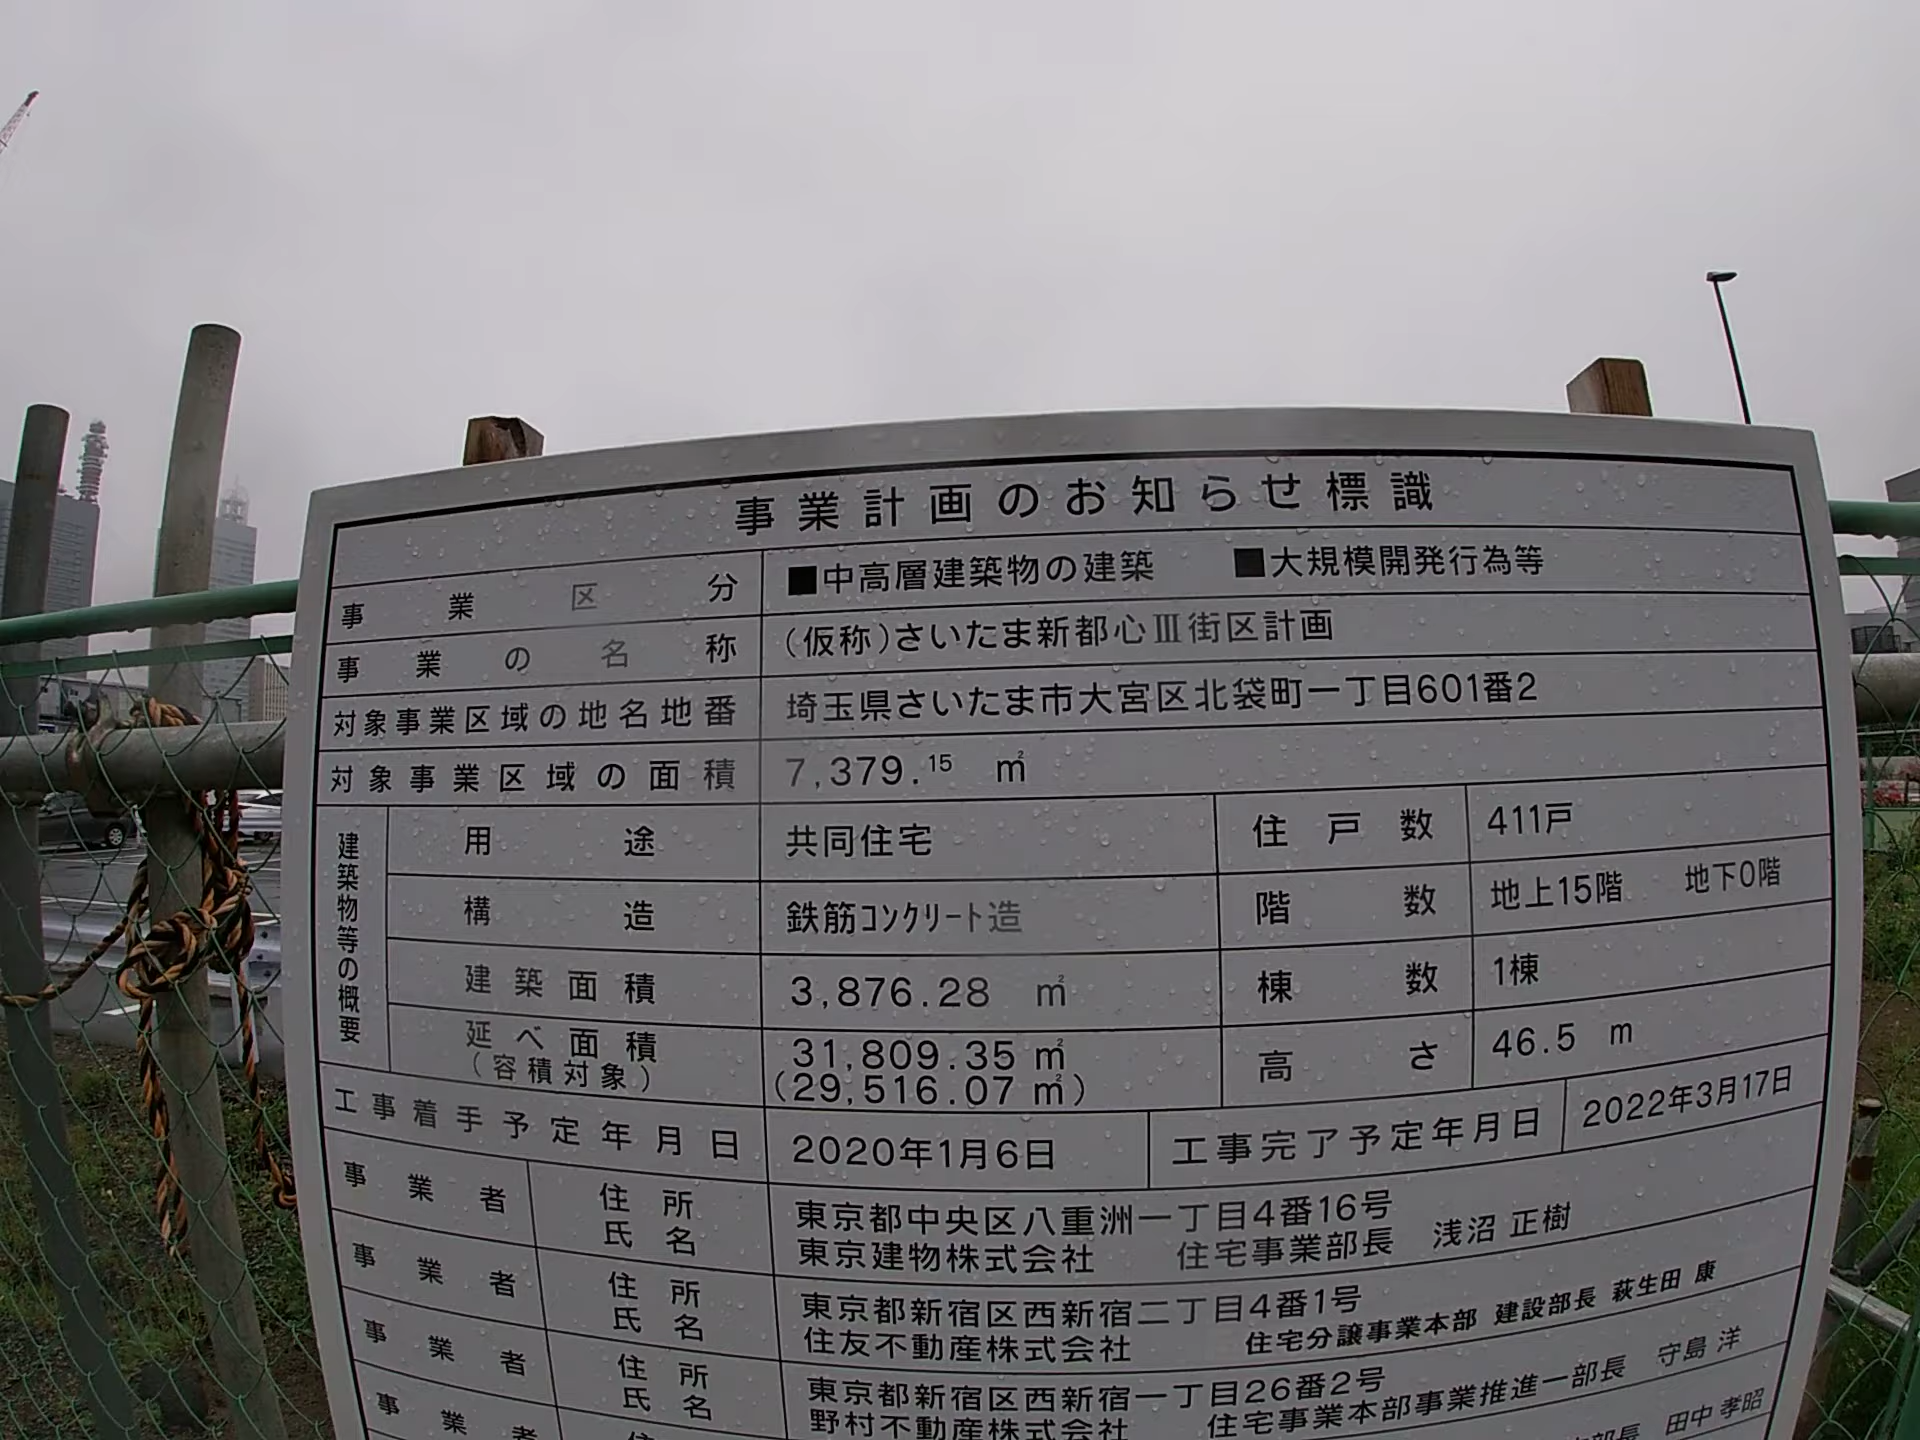 事業計画のお知らせ標識
事業区分 ■中高層建築物の建築 ■大規模開発行為等
事業の名称 (仮称)さいたま新都心Ⅲ街区計画
対象事業区域の地名地番 埼玉県さいたま市大宮区北袋町一丁目601番2
対象事業区域の面積 7,379.15 ㎡
建築物等の概要
用途 共同住宅 住戸数 411戸
構造 鉄筋ｺﾝｸﾘｰﾄ造 階数 地上15階 地下0階
建築面積 3,876.28 ㎡ 棟数 1棟
延べ面積 31,809.35 ㎡ 高さ 46.5 m
(容積対象) (29,516.07 ㎡)
工事着手予定年月日 2020年1月6日 工事完了予定年月日 2022年3月17日
事業者 住所 東京都中央区八重洲一丁目4番16号
氏名 東京建物株式会社 住宅事業部長 浅沼 正樹
事業者 住所 東京都新宿区西新宿二丁目4番1号
氏名 住友不動産株式会社 住宅分譲事業本部 建設部長 萩生田 康
事業者 住所 東京都新宿区西新宿一丁目26番2号
氏名 野村不動産株式会社 住宅事業本部事業推進一部長 守島 洋
事業者 住
部長 田中 孝昭